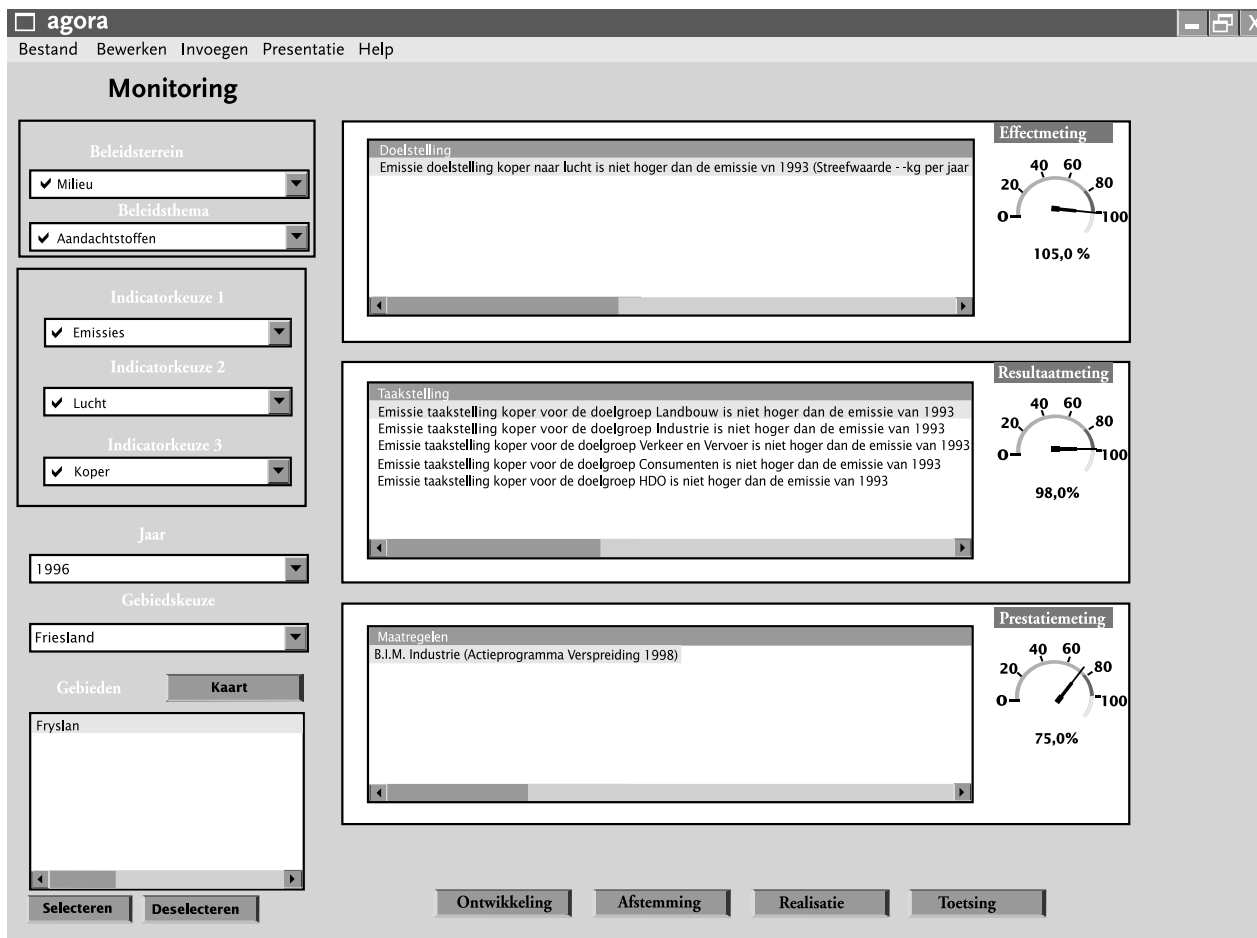 agora
Bestand Bewerken Invoegen Presentatie Help
Monitoring
Beleidsterrein
Milieu
Beleidsthema
Aandachtstoffen
Indicatorkeuze 1
Emissies
Indicatorkeuze 2
Lucht
Indicatorkeuze 3
Koper
Jaar
1996
Gebiedskeuze
Friesland
Gebieden
Kaart
Fryslan
Selecteren
Deselecteren
Doelstelling
Emissie doelstelling koper naar lucht is niet hoger dan de emissie vn 1993 (Streefwaarde - -kg per jaar
Effectmeting
0 20 40 60 80 100
105,0 %
Taakstelling
Emissie taakstelling koper voor de doelgroep Landbouw is niet hoger dan de emissie van 1993
Emissie taakstelling koper voor de doelgroep Industrie is niet hoger dan de emissie van 1993
Emissie taakstelling koper voor de doelgroep Verkeer en Vervoer is niet hoger dan de emissie van 1993
Emissie taakstelling koper voor de doelgroep Consumenten is niet hoger dan de emissie van 1993
Emissie taakstelling koper voor de doelgroep HDO is niet hoger dan de emissie van 1993
Resultaatmeting
0 20 40 60 80 100
98,0%
Maatregelen
B.I.M. Industrie (Actieprogramma Verspreiding 1998)
Prestatiemeting
0 20 40 60 80 100
75,0%
Ontwikkeling
Afstemming
Realisatie
Toetsing